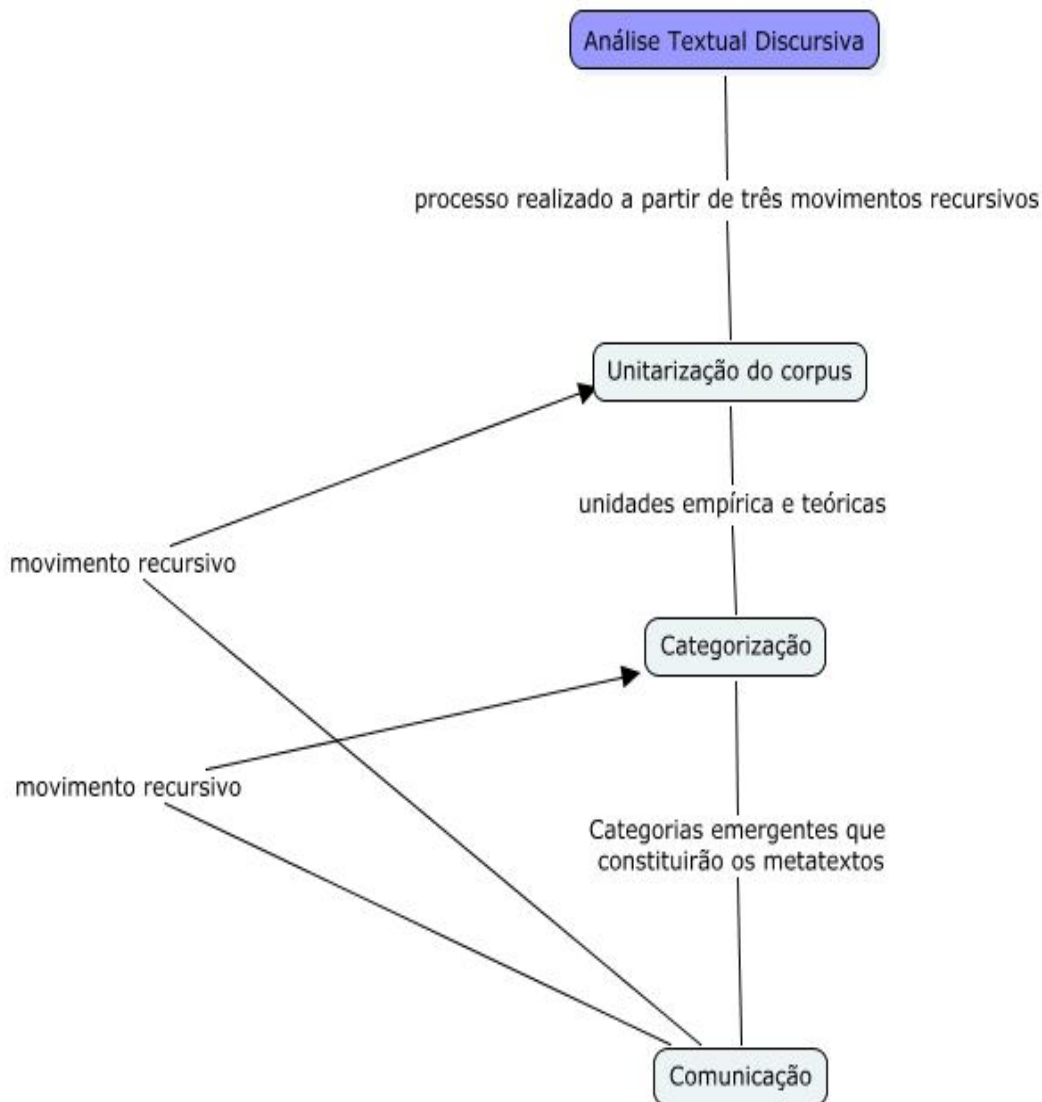 Análise Textual Discursiva
processo realizado a partir de três movimentos recursivos
Unitarização do corpus
unidades empírica e teóricas
movimento recursivo
Categorização
movimento recursivo
Categorias emergentes que
constituirão os metatextos
Comunicação